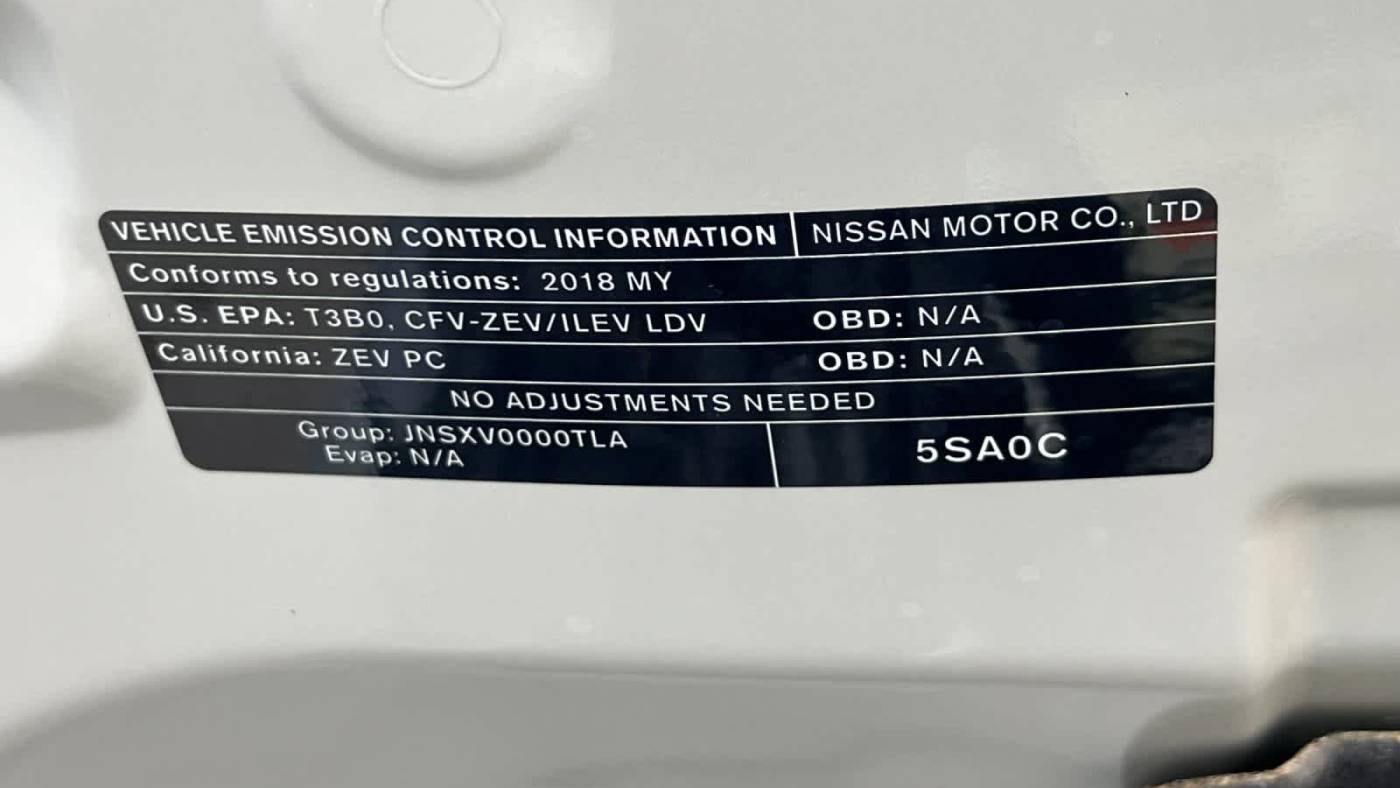 VEHICLE EMISSION CONTROL INFORMATION NISSAN MOTOR CO., LTD
Conforms to regulations: 2018 MY
U.S. EPA: T3B0, CFV-ZEV/ILEV LDV OBD: N/A
California: ZEV PC OBD: N/A
NO ADJUSTMENTS NEEDED
Group: JNSXV0000TLA
Evap: N/A
5SA0C